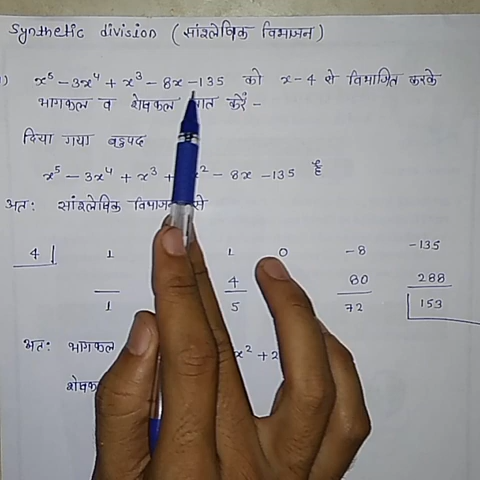 Synthetic division (सांश्लेषिक विभाजन)
) x⁵ – 3x⁴ + x³ – 8x – 135 को x – 4 से विभाजित करके
भागफल व शेषफल करें –
दिया गया बहुपद
x⁵ – 3x⁴ + x³ + x² – 8x – 135 है
अतः सांश्लेषिक से
4 | 1 1 0 –8 –135
4 80 288
1 5 72 153
अतः भागफल x² + 2